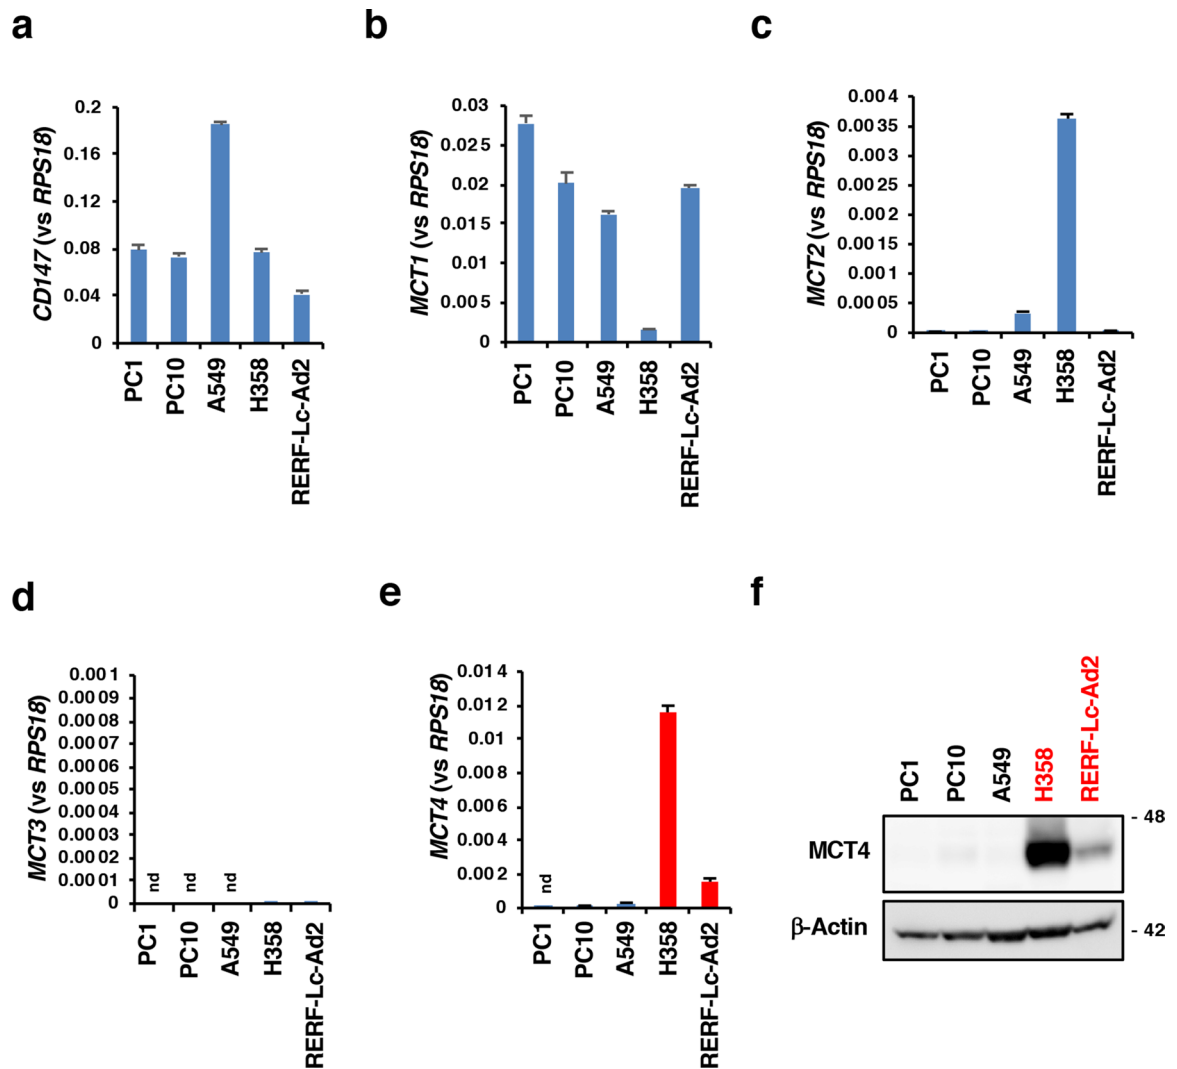 a
CD147 (vs RPS18)
0.2
0.16
0.12
0.08
0.04
0
PC1
PC10
A549
H358
RERF-Lc-Ad2
b
MCT1 (vs RPS18)
0.03
0.025
0.02
0.015
0.01
0.005
0
PC1
PC10
A549
H358
RERF-Lc-Ad2
c
MCT2 (vs RPS18)
0.004
0.0035
0.003
0.0025
0.002
0.0015
0.001
0.0005
0
PC1
PC10
A549
H358
RERF-Lc-Ad2
d
MCT3 (vs RPS18)
0.001
0.0009
0.0008
0.0007
0.0006
0.0005
0.0004
0.0003
0.0002
0.0001
0
nd
nd
nd
PC1
PC10
A549
H358
RERF-Lc-Ad2
e
MCT4 (vs RPS18)
0.014
0.012
0.01
0.008
0.006
0.004
0.002
0
nd
PC1
PC10
A549
H358
RERF-Lc-Ad2
f
PC1
PC10
A549
H358
RERF-Lc-Ad2
- 48
MCT4
β-Actin
- 42